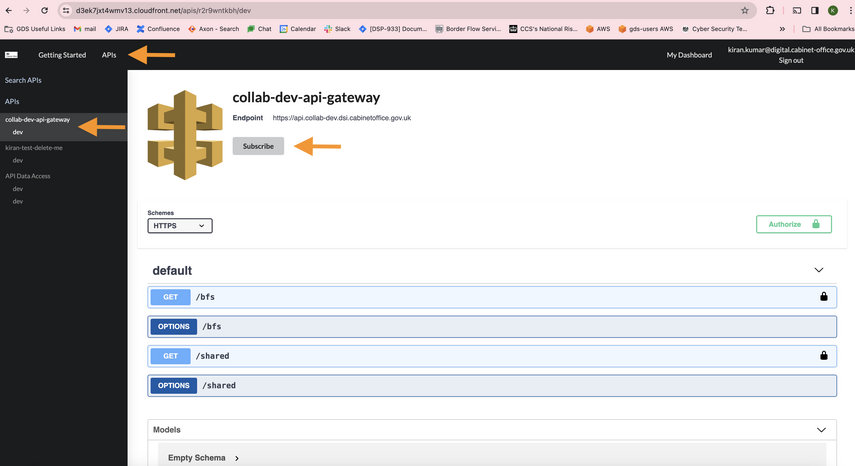 d3ek7jxt4wmv13.cloudfront.net/apis/r2r9wntkbh/dev
K
GDS Useful Links
mail
JIRA
Confluence
Axon - Search
Chat
Calendar
Slack
[DSP-933] Docum...
Border Flow Servi...
CCS's National Ris...
AWS
gds-users AWS
Cyber Security Te...
»
All Bookmarks
Getting Started
APIs
My Dashboard
kiran.kumar@digital.cabinet-office.gov.uk
Sign out
Search APIs
APIs
collab-dev-api-gateway
dev
kiran-test-delete-me
dev
API Data Access
dev
dev
collab-dev-api-gateway
Endpoint https://api.collab-dev.dsi.cabinetoffice.gov.uk
Subscribe
Schemes
HTTPS
Authorize
default
GET /bfs
OPTIONS /bfs
GET /shared
OPTIONS /shared
Models
Empty Schema